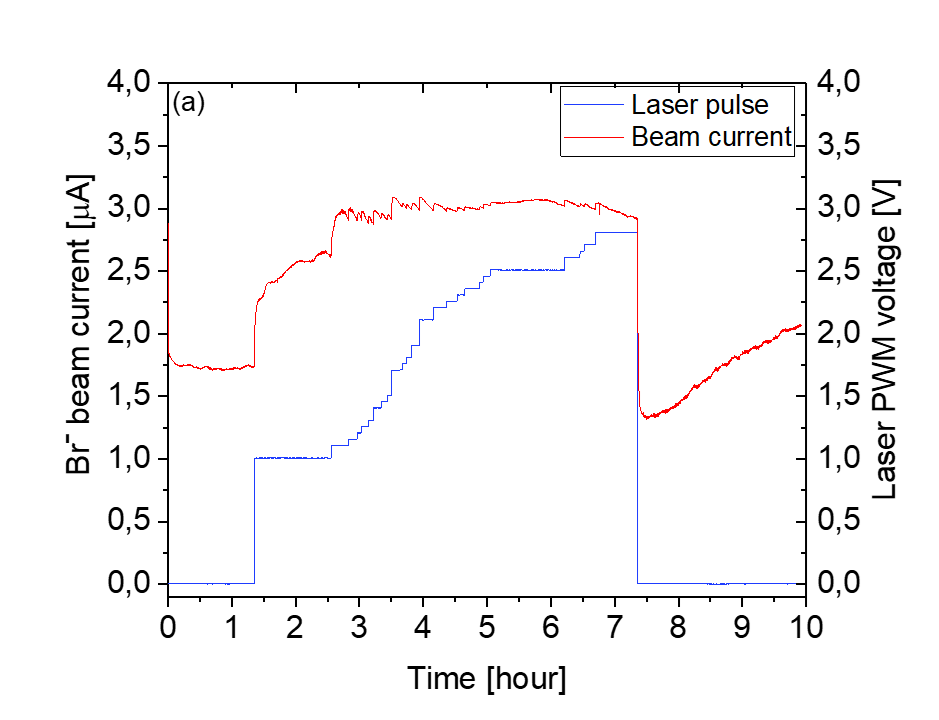 (a)
Laser pulse
Beam current
4,0
3,5
3,0
2,5
2,0
1,5
1,0
0,5
0,0
Br⁻ beam current [μA]
4,0
3,5
3,0
2,5
2,0
1,5
1,0
0,5
0,0
Laser PWM voltage [V]
0 1 2 3 4 5 6 7 8 9 10
Time [hour]